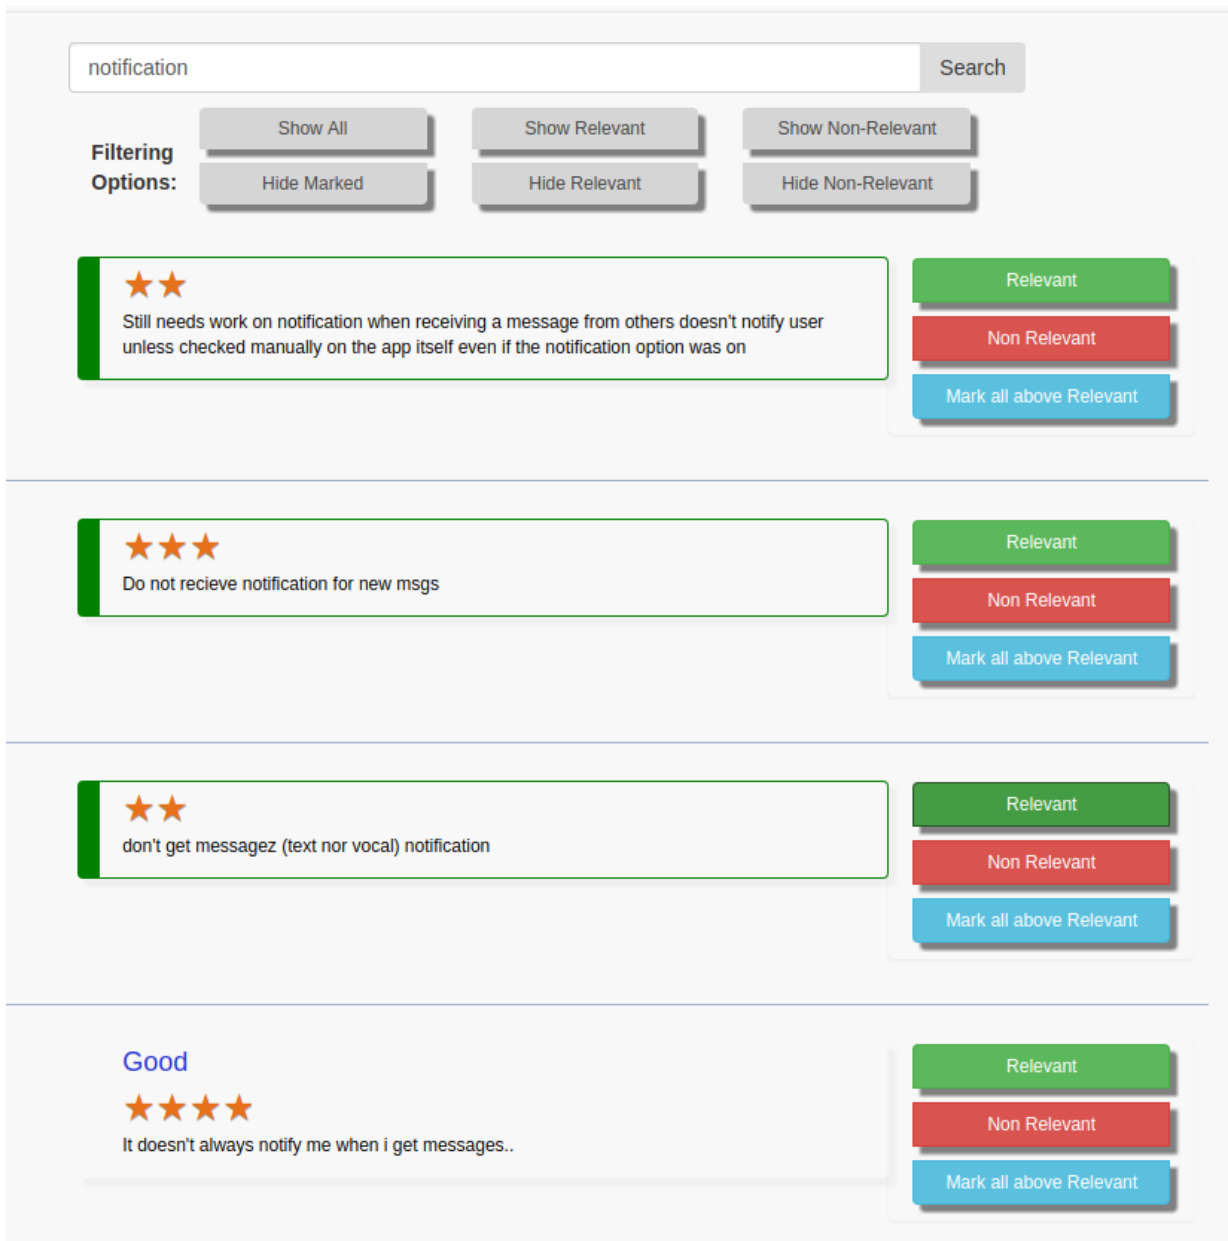 notification
Search
Filtering
Options:
Show All
Show Relevant
Show Non-Relevant
Hide Marked
Hide Relevant
Hide Non-Relevant
Still needs work on notification when receiving a message from others doesn't notify user
unless checked manually on the app itself even if the notification option was on
Relevant
Non Relevant
Mark all above Relevant
Do not recieve notification for new msgs
Relevant
Non Relevant
Mark all above Relevant
don't get messagez (text nor vocal) notification
Relevant
Non Relevant
Mark all above Relevant
Good
It doesn't always notify me when i get messages..
Relevant
Non Relevant
Mark all above Relevant